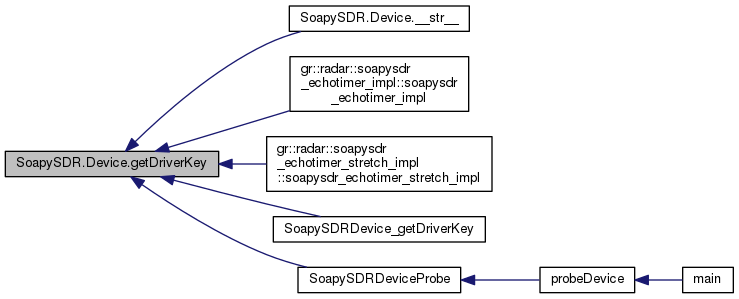 SoapySDR.Device.__str__
gr::radar::soapysdr
_echotimer_impl::soapysdr
_echotimer_impl
SoapySDR.Device.getDriverKey
gr::radar::soapysdr
_echotimer_stretch_impl
::soapysdr_echotimer_stretch_impl
SoapySDRDevice_getDriverKey
SoapySDRDeviceProbe
probeDevice
main